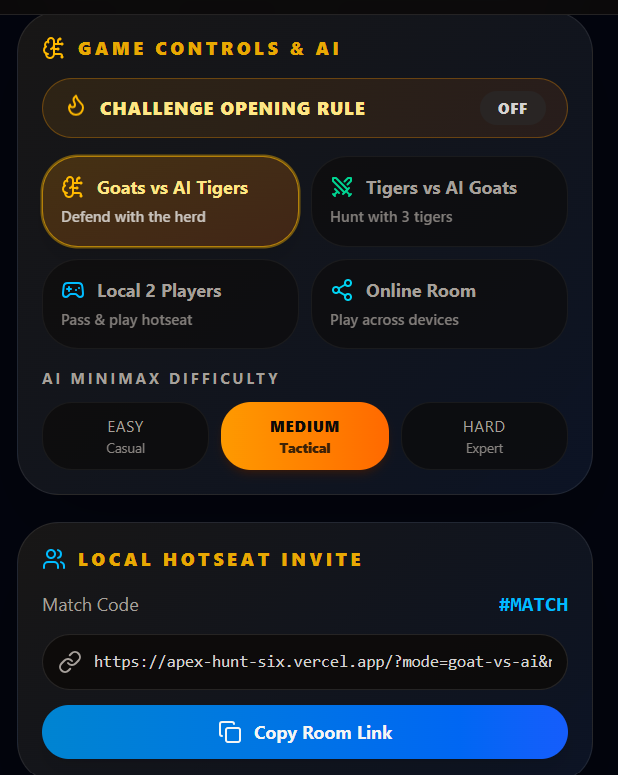 GAME CONTROLS & AI
CHALLENGE OPENING RULE OFF
Goats vs AI Tigers
Defend with the herd
Tigers vs AI Goats
Hunt with 3 tigers
Local 2 Players
Pass & play hotseat
Online Room
Play across devices
AI MINIMAX DIFFICULTY
EASY
Casual
MEDIUM
Tactical
HARD
Expert
LOCAL HOTSEAT INVITE
Match Code #MATCH
https://apex-hunt-six.vercel.app/?mode=goat-vs-ai&r
Copy Room Link